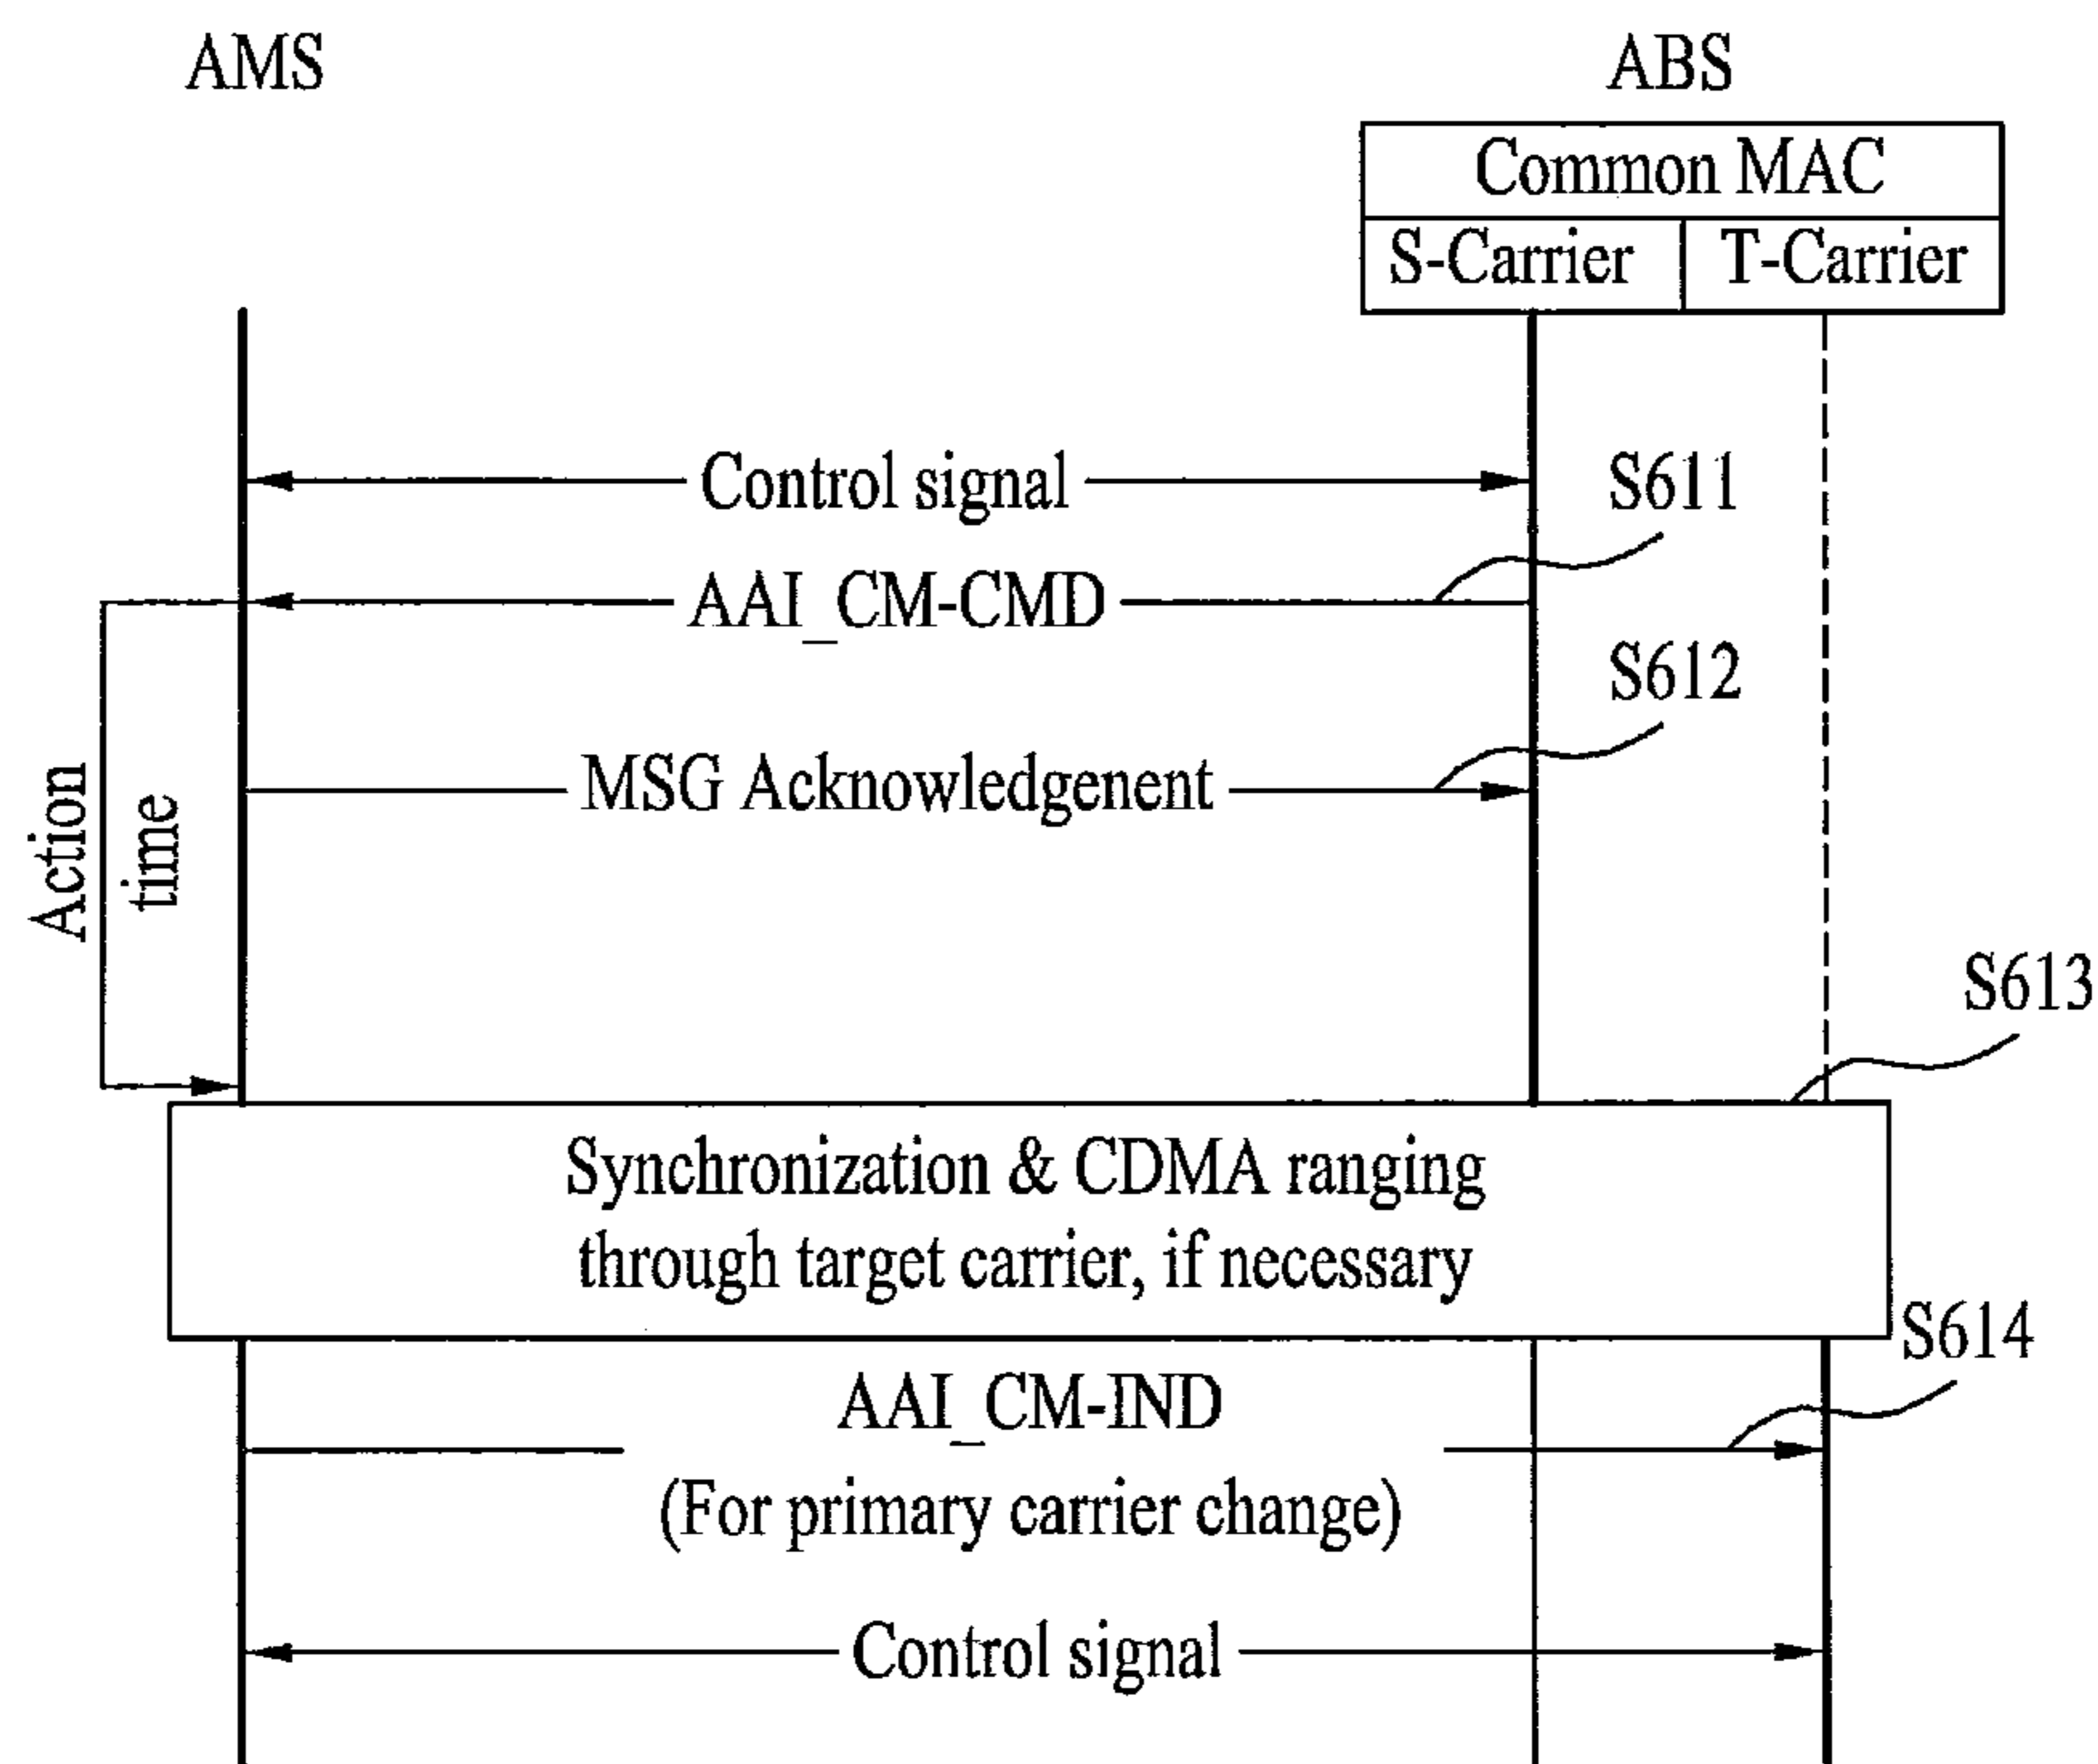 AMS
ABS
Common MAC
S-Carrier
T-Carrier
Control signal
S611
AAI_CM-CMD
S612
MSG Acknowledgenent
Action
time
S613
Synchronization & CDMA ranging
through target carrier, if necessary
S614
AAI_CM-IND
(For primary carrier change)
Control signal